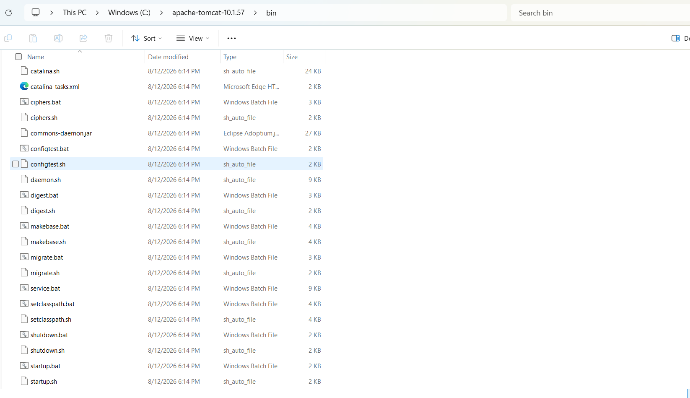 This PC > Windows (C:) > apache-tomcat-10.1.57 > bin Search bin
Sort View ... De
Name Date modified Type Size
catalina.sh 8/12/2026 6:14 PM sh_auto_file 24 KB
catalina_tasks.xml 8/12/2026 6:14 PM Microsoft Edge HT... 2 KB
ciphers.bat 8/12/2026 6:14 PM Windows Batch File 3 KB
ciphers.sh 8/12/2026 6:14 PM sh_auto_file 2 KB
commons-daemon.jar 8/12/2026 6:14 PM Eclipse Adoptium.j... 27 KB
configtest.bat 8/12/2026 6:14 PM Windows Batch File 2 KB
configtest.sh 8/12/2026 6:14 PM sh_auto_file 2 KB
daemon.sh 8/12/2026 6:14 PM sh_auto_file 9 KB
digest.bat 8/12/2026 6:14 PM Windows Batch File 3 KB
digest.sh 8/12/2026 6:14 PM sh_auto_file 2 KB
makebase.bat 8/12/2026 6:14 PM Windows Batch File 4 KB
makebase.sh 8/12/2026 6:14 PM sh_auto_file 4 KB
migrate.bat 8/12/2026 6:14 PM Windows Batch File 3 KB
migrate.sh 8/12/2026 6:14 PM sh_auto_file 2 KB
service.bat 8/12/2026 6:14 PM Windows Batch File 9 KB
setclasspath.bat 8/12/2026 6:14 PM Windows Batch File 4 KB
setclasspath.sh 8/12/2026 6:14 PM sh_auto_file 4 KB
shutdown.bat 8/12/2026 6:14 PM Windows Batch File 2 KB
shutdown.sh 8/12/2026 6:14 PM sh_auto_file 2 KB
startup.bat 8/12/2026 6:14 PM Windows Batch File 2 KB
startup.sh 8/12/2026 6:14 PM sh_auto_file 2 KB